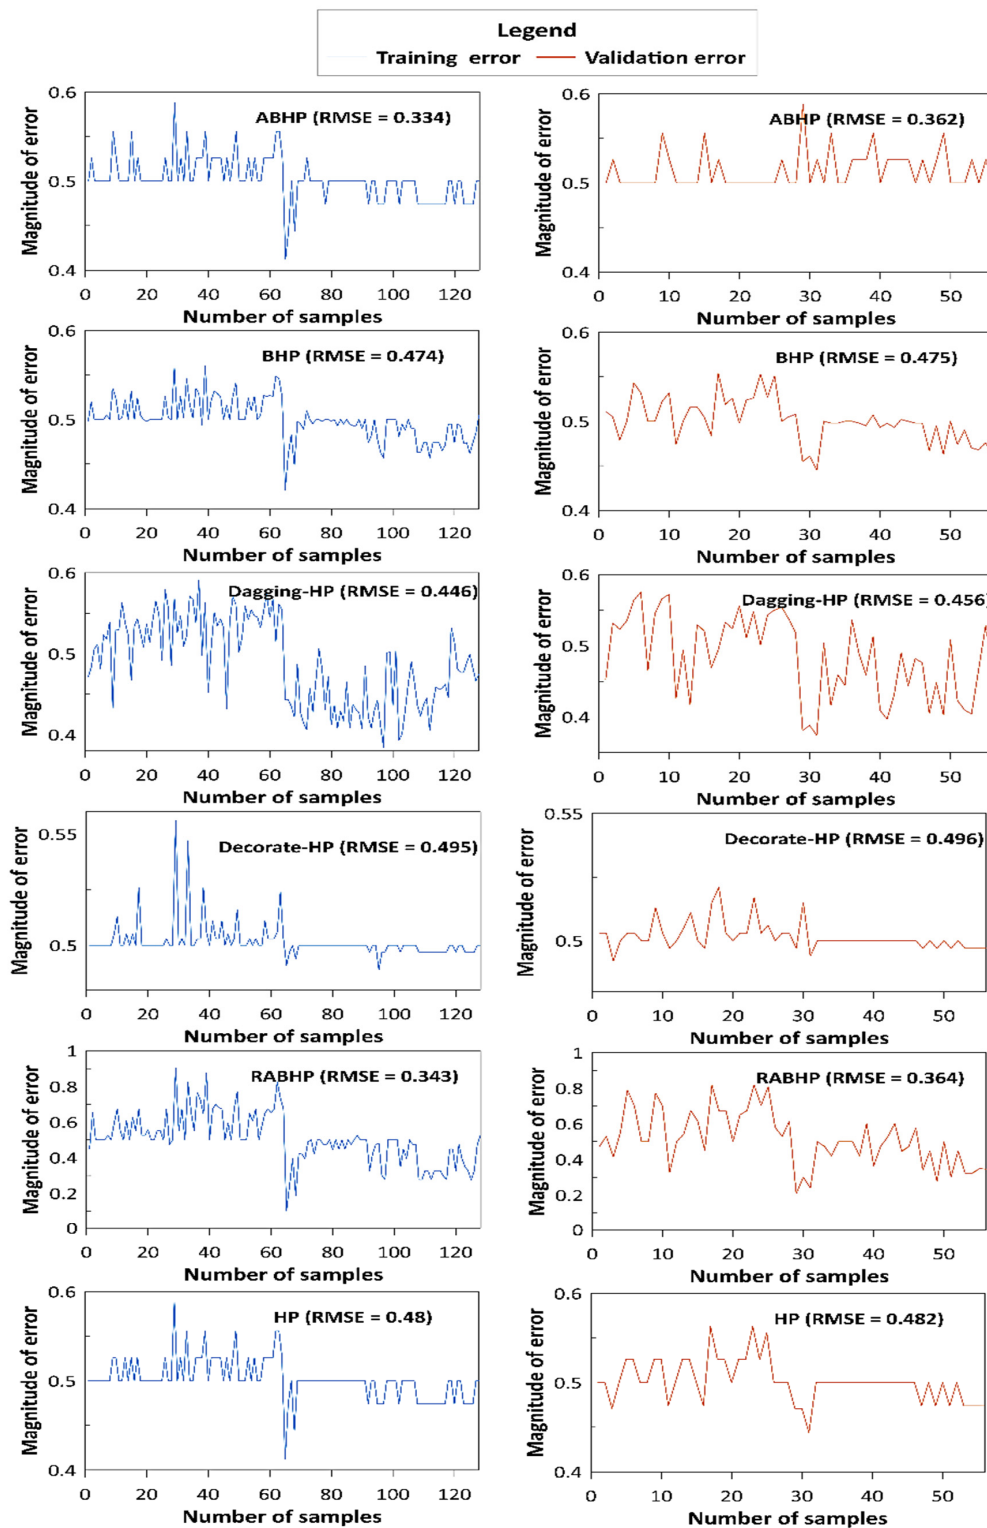 Legend
Training error Validation error
0.6
0.5
0.4
0 20 40 60 80 100 120
Magnitude of error
Number of samples
ABHP (RMSE = 0.334)
0.6
0.5
0.4
0 10 20 30 40 50
Magnitude of error
Number of samples
ABHP (RMSE = 0.362)
0.6
0.5
0.4
0 20 40 60 80 100 120
Magnitude of error
Number of samples
BHP (RMSE = 0.474)
0.6
0.5
0.4
0 10 20 30 40 50
Magnitude of error
Number of samples
BHP (RMSE = 0.475)
0.6
0.5
0.4
0 20 40 60 80 100 120
Magnitude of error
Number of samples
Dagging-HP (RMSE = 0.446)
0.6
0.5
0.4
0 10 20 30 40 50
Magnitude of error
Number of samples
Dagging-HP (RMSE = 0.456)
0.55
0.5
0 20 40 60 80 100 120
Magnitude of error
Number of samples
Decorate-HP (RMSE = 0.495)
0.55
0.5
0 10 20 30 40 50
Magnitude of error
Number of samples
Decorate-HP (RMSE = 0.496)
1
0.8
0.6
0.4
0.2
0
0 20 40 60 80 100 120
Magnitude of error
Number of samples
RABHP (RMSE = 0.343)
1
0.8
0.6
0.4
0.2
0
0 10 20 30 40 50
Magnitude of error
Number of samples
RABHP (RMSE = 0.364)
0.6
0.5
0.4
0 20 40 60 80 100 120
Magnitude of error
Number of samples
HP (RMSE = 0.48)
0.6
0.5
0.4
0 10 20 30 40 50
Magnitude of error
Number of samples
HP (RMSE = 0.482)